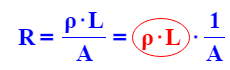 R = ρ·L / A = ρ·L · 1 / A